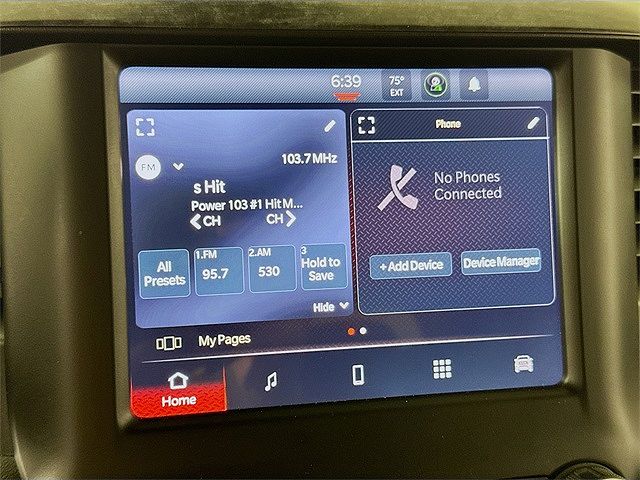 6:39
75°
EXT
Phone
FM
103.7 MHz
s Hit
Power 103 #1 Hit M...
CH
CH
No Phones
Connected
All
Presets
1.FM
95.7
2.AM
530
3
Hold to
Save
+ Add Device
Device Manager
Hide
My Pages
Home